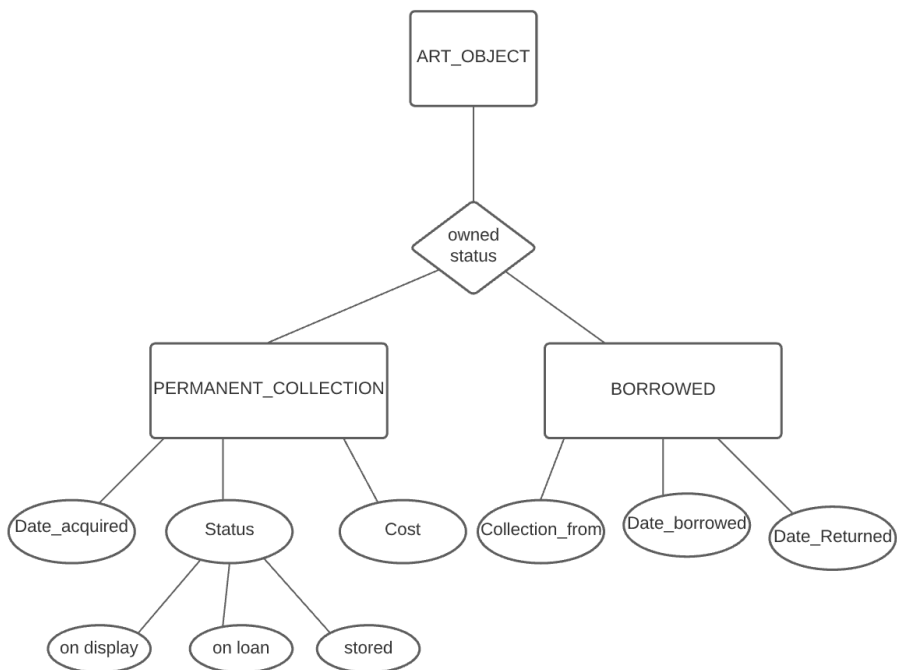 ART_OBJECT
owned
status
PERMANENT_COLLECTION
BORROWED
Date_acquired
Status
Cost
Collection_from
Date_borrowed
Date_Returned
on display
on loan
stored